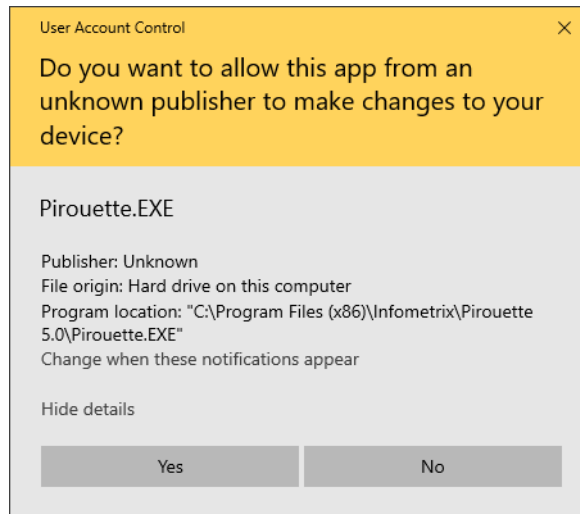 User Account Control
Do you want to allow this app from an
unknown publisher to make changes to your
device?
Pirouette.EXE
Publisher: Unknown
File origin: Hard drive on this computer
Program location: "C:\Program Files (x86)\Infometrix\Pirouette
5.0\Pirouette.EXE"
Change when these notifications appear
Hide details
Yes
No